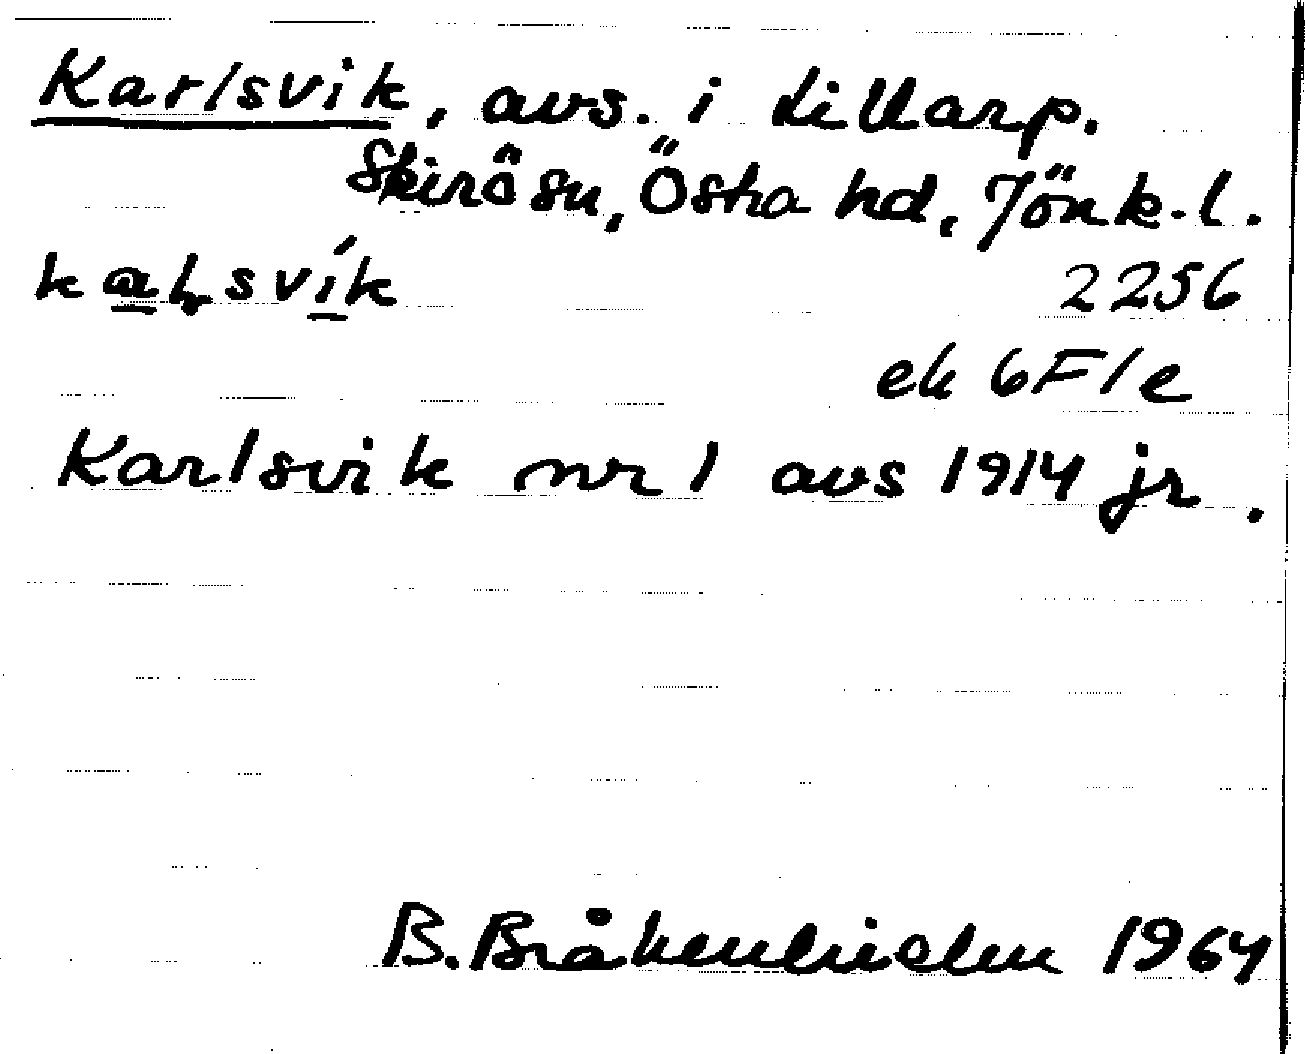 Karlsvik, avs. i Lillarp.
Skirö sn, Östra hd, Jönk. l.
kaḷsvík
2256
ek 6F1e
Karlsvik nr 1 avs 1914 jr.
B. Bråkenhielm 1964